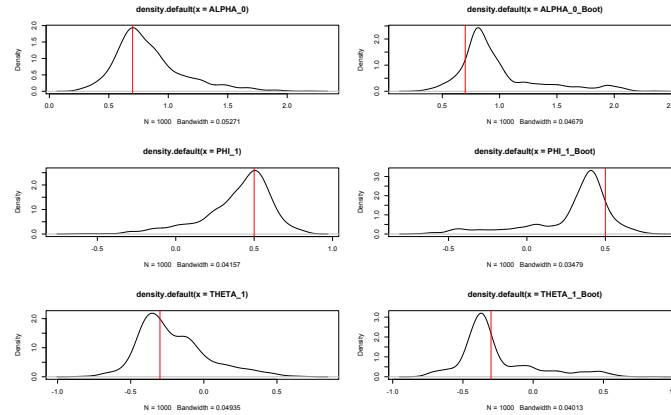 density.default(x = ALPHA_0)
density.default(x = ALPHA_0_Boot)
Density
0.0 0.5 1.0 1.5 2.0
0.0 0.5 1.0 1.5 2.0
N = 1000 Bandwidth = 0.05271
Density
0.0 1.0 2.0
0.0 0.5 1.0 1.5 2.0 2.5
N = 1000 Bandwidth = 0.04679
density.default(x = PHI_1)
density.default(x = PHI_1_Boot)
Density
0.0 1.0 2.0
-0.5 0.0 0.5 1.0
N = 1000 Bandwidth = 0.04157
Density
0.0 1.0 2.0 3.0
-0.5 0.0 0.5
N = 1000 Bandwidth = 0.03479
density.default(x = THETA_1)
density.default(x = THETA_1_Boot)
Density
0.0 1.0 2.0
-1.0 -0.5 0.0 0.5
N = 1000 Bandwidth = 0.04935
Density
0.0 1.0 2.0 3.0
-1.0 -0.5 0.0 0.5 1.0
N = 1000 Bandwidth = 0.04013